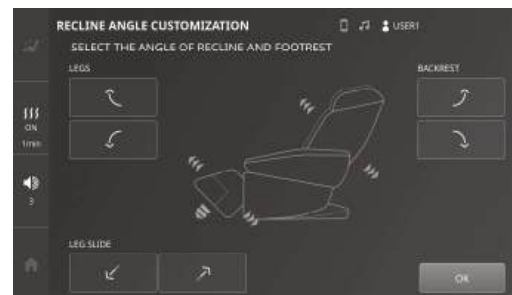 RECLINE ANGLE CUSTOMIZATION
USER1
SELECT THE ANGLE OF RECLINE AND FOOTREST
LEGS
BACKREST
ON
1min
3
LEG SLIDE
OK